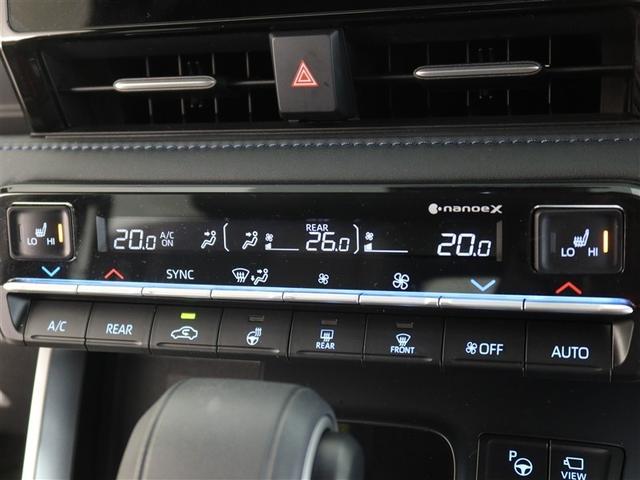 nanoeX
LO HI
20.0 A/C ON
REAR
26.0
20.0
LO HI
SYNC
A/C
REAR
REAR
FRONT
OFF
AUTO
P
VIEW